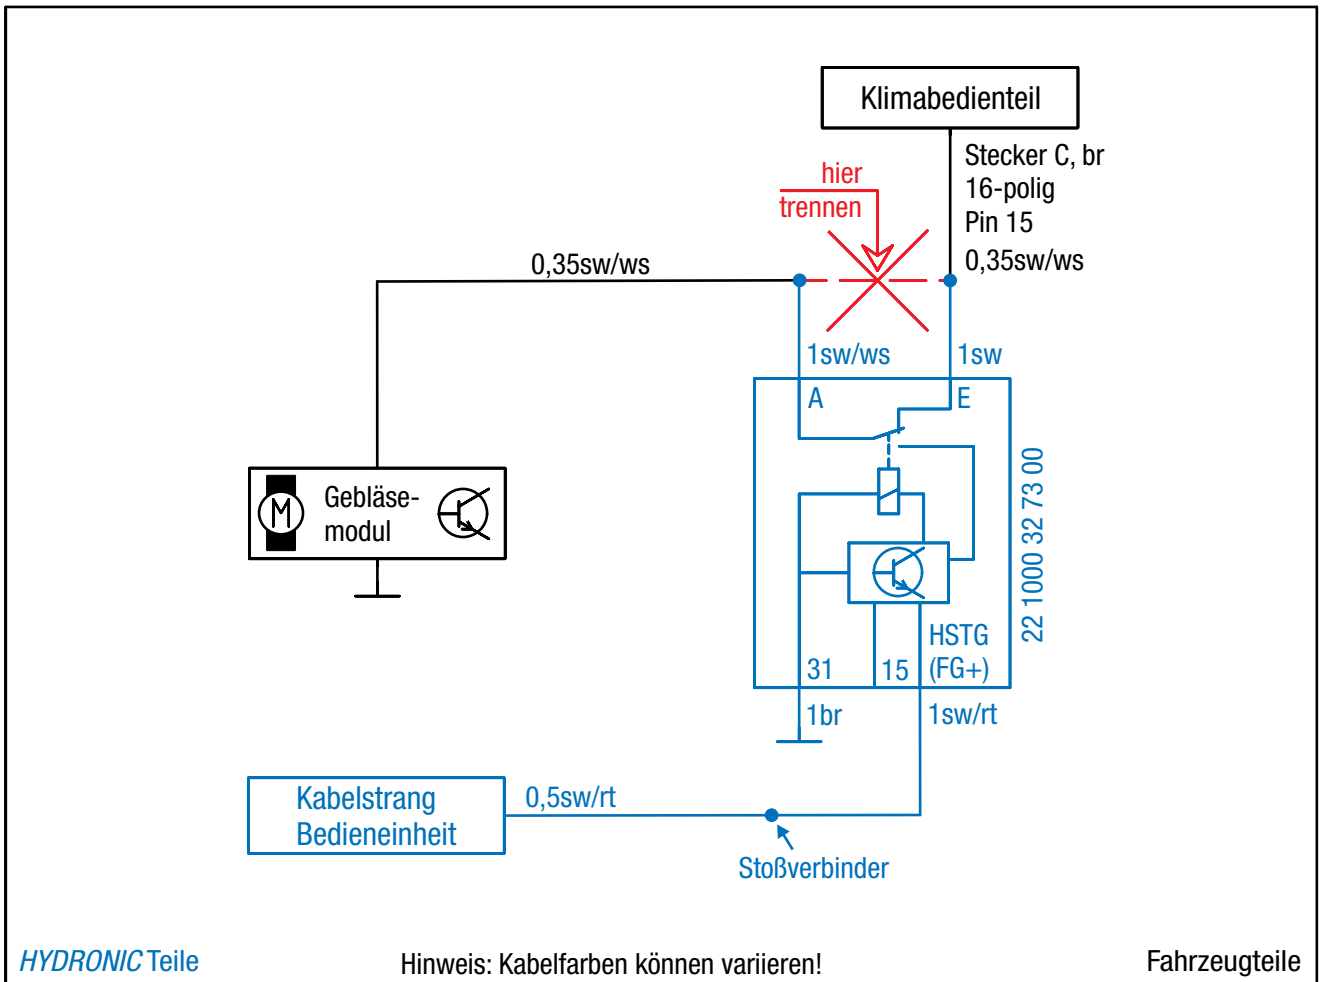 Klimabedienteil
Stecker C, br
16-polig
Pin 15
0,35sw/ws
hier
trennen
0,35sw/ws
1sw/ws
1sw
A
E
M
Gebläse-
modul
22 1000 32 73 00
HSTG
(FG+)
31
15
1br
1sw/rt
Kabelstrang
Bedieneinheit
0,5sw/rt
Stoßverbinder
HYDRONIC Teile
Hinweis: Kabelfarben können variieren!
Fahrzeugteile